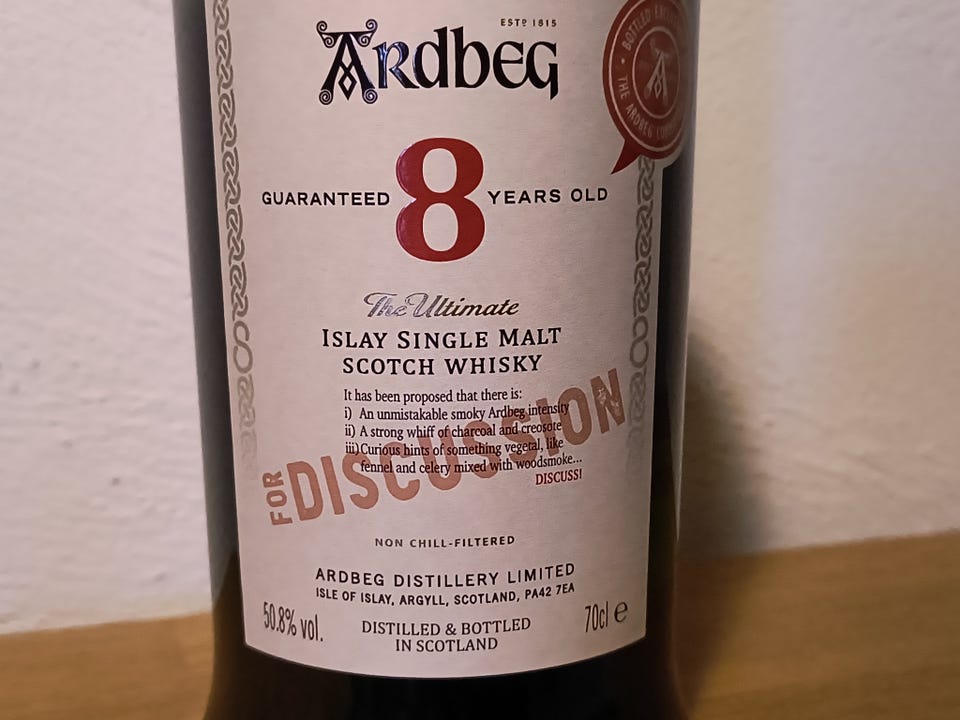 ESTD 1815
ARDBEG
BOTTLED
THE ARDBEG
GUARANTEED 8 YEARS OLD
The Ultimate
ISLAY SINGLE MALT
SCOTCH WHISKY
It has been proposed that there is:
i) An unmistakable smoky Ardbeg intensity
ii) A strong whiff of charcoal and creosote
iii)Curious hints of something vegetal, like
fennel and celery mixed with woodsmoke...
DISCUSS!
FOR DISCUSSION
NON CHILL-FILTERED
ARDBEG DISTILLERY LIMITED
ISLE OF ISLAY, ARGYLL, SCOTLAND, PA42 7EA
50.8% vol.
DISTILLED & BOTTLED
IN SCOTLAND
70cl e